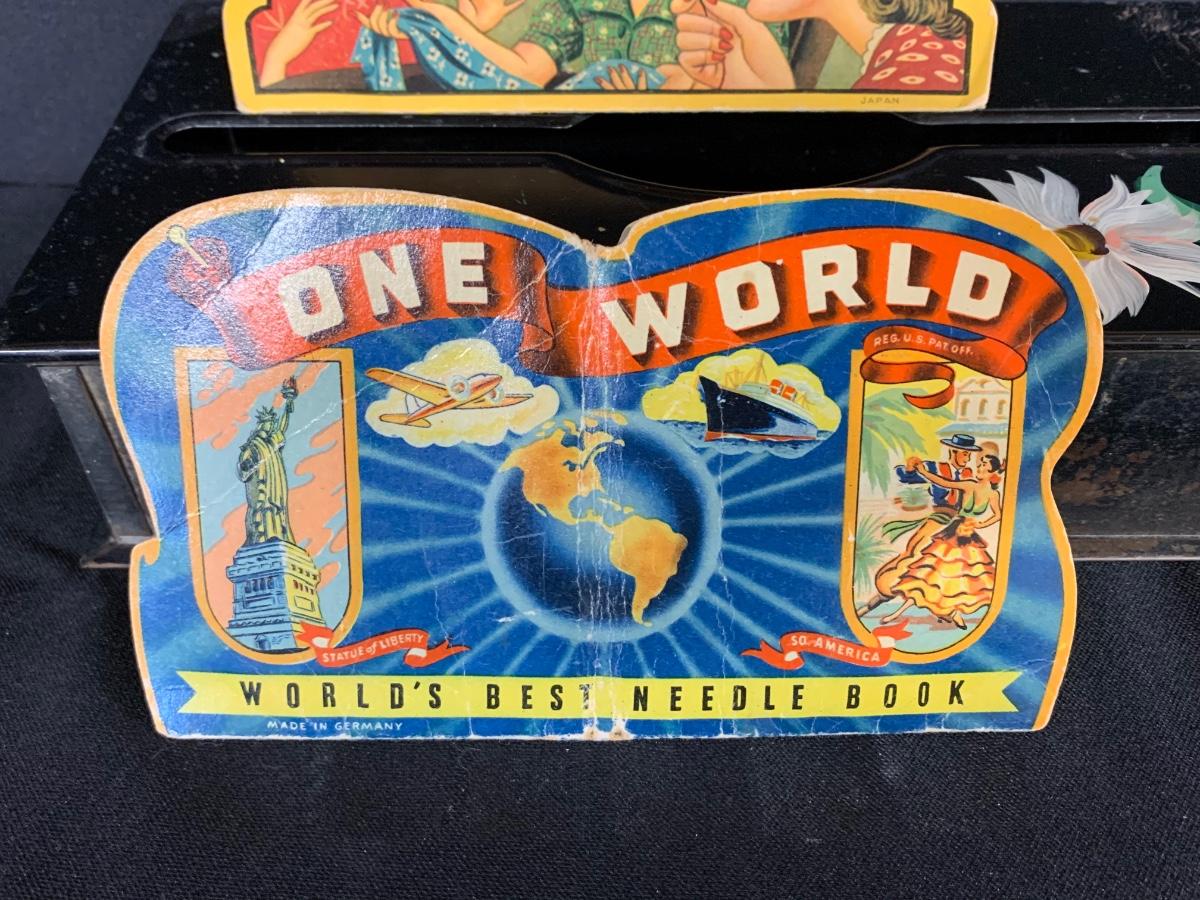 JAPAN
ONE WORLD
REG. U.S. PAT. OFF.
STATUE of LIBERTY
SO. AMERICA
WORLD'S BEST NEEDLE BOOK
MADE IN GERMANY